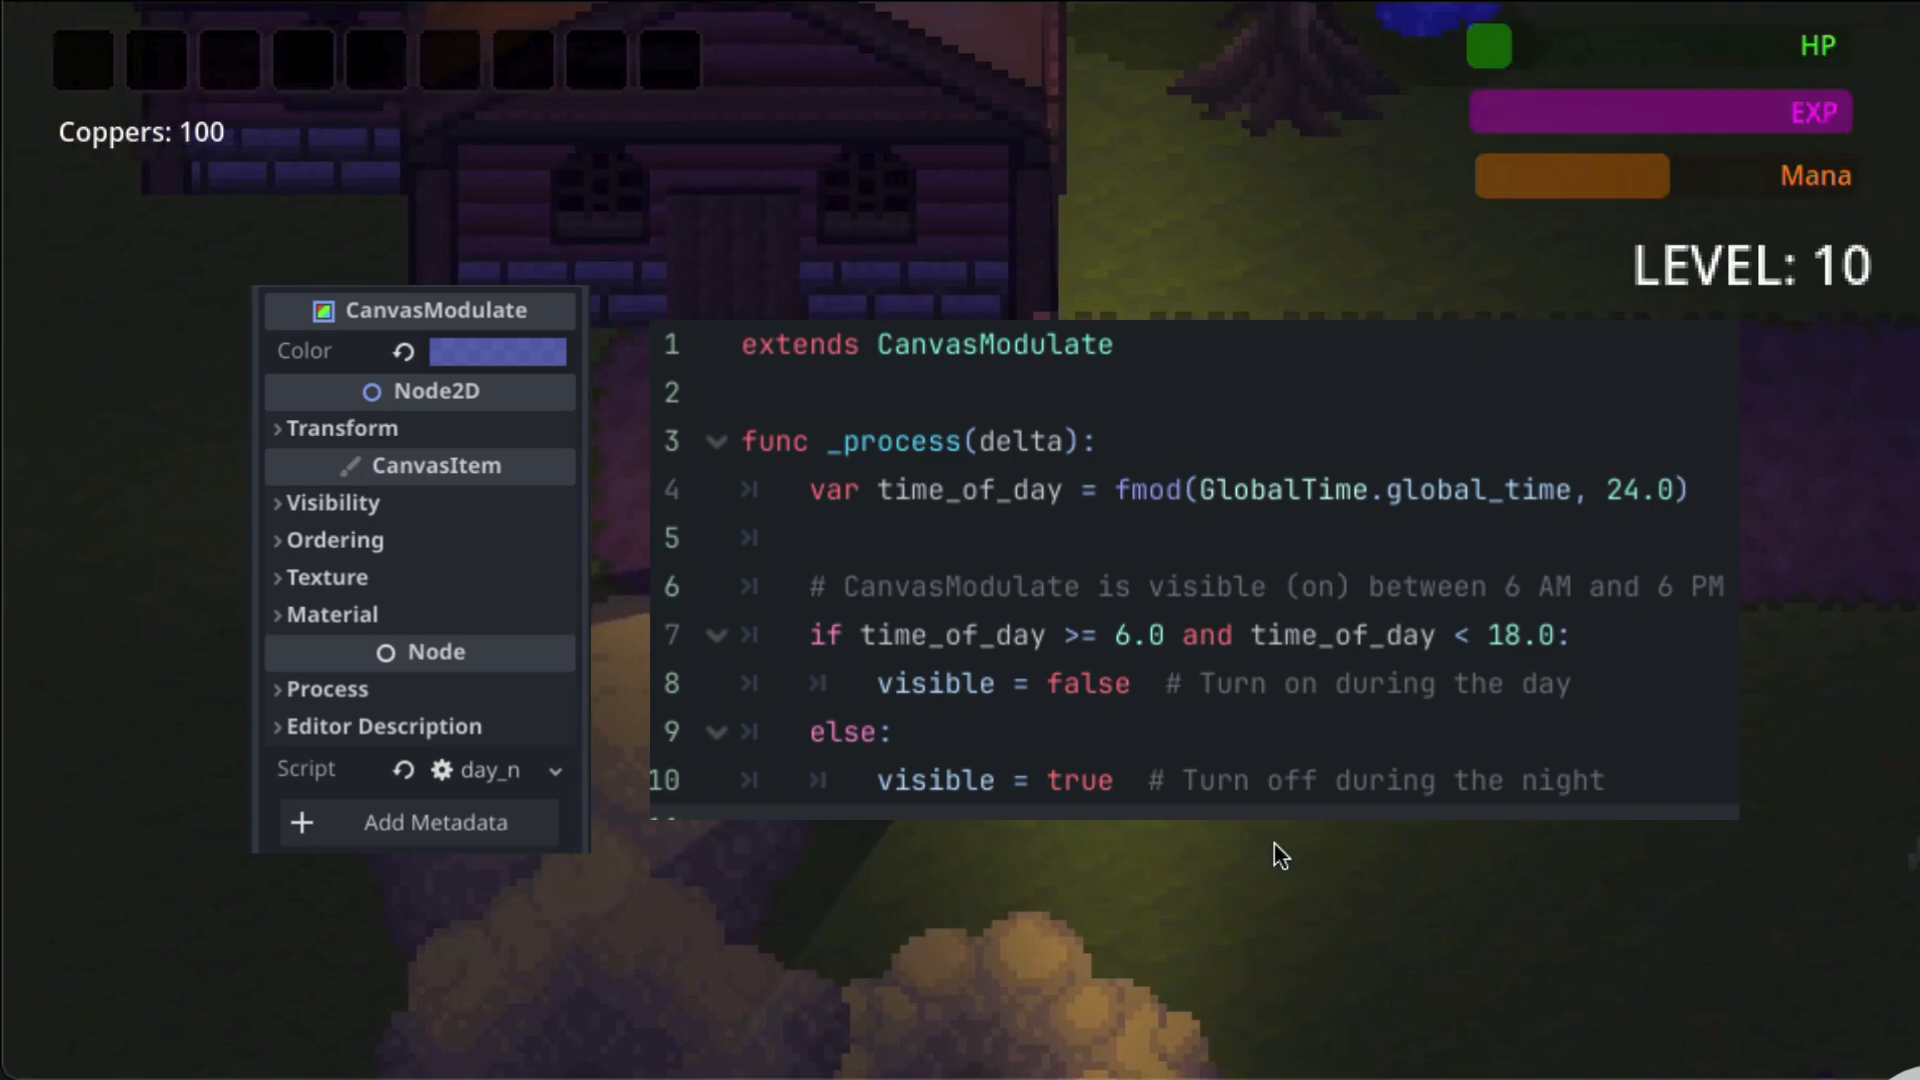 Coppers: 100
HP
EXP
Mana
LEVEL: 10
CanvasModulate
Color
Node2D
Transform
CanvasItem
Visibility
Ordering
Texture
Material
Node
Process
Editor Description
Script day_n
Add Metadata
1 extends CanvasModulate
2
3 func _process(delta):
4 var time_of_day = fmod(GlobalTime.global_time, 24.0)
5
6 # CanvasModulate is visible (on) between 6 AM and 6 PM
7 if time_of_day >= 6.0 and time_of_day < 18.0:
8 visible = false # Turn on during the day
9 else:
10 visible = true # Turn off during the night